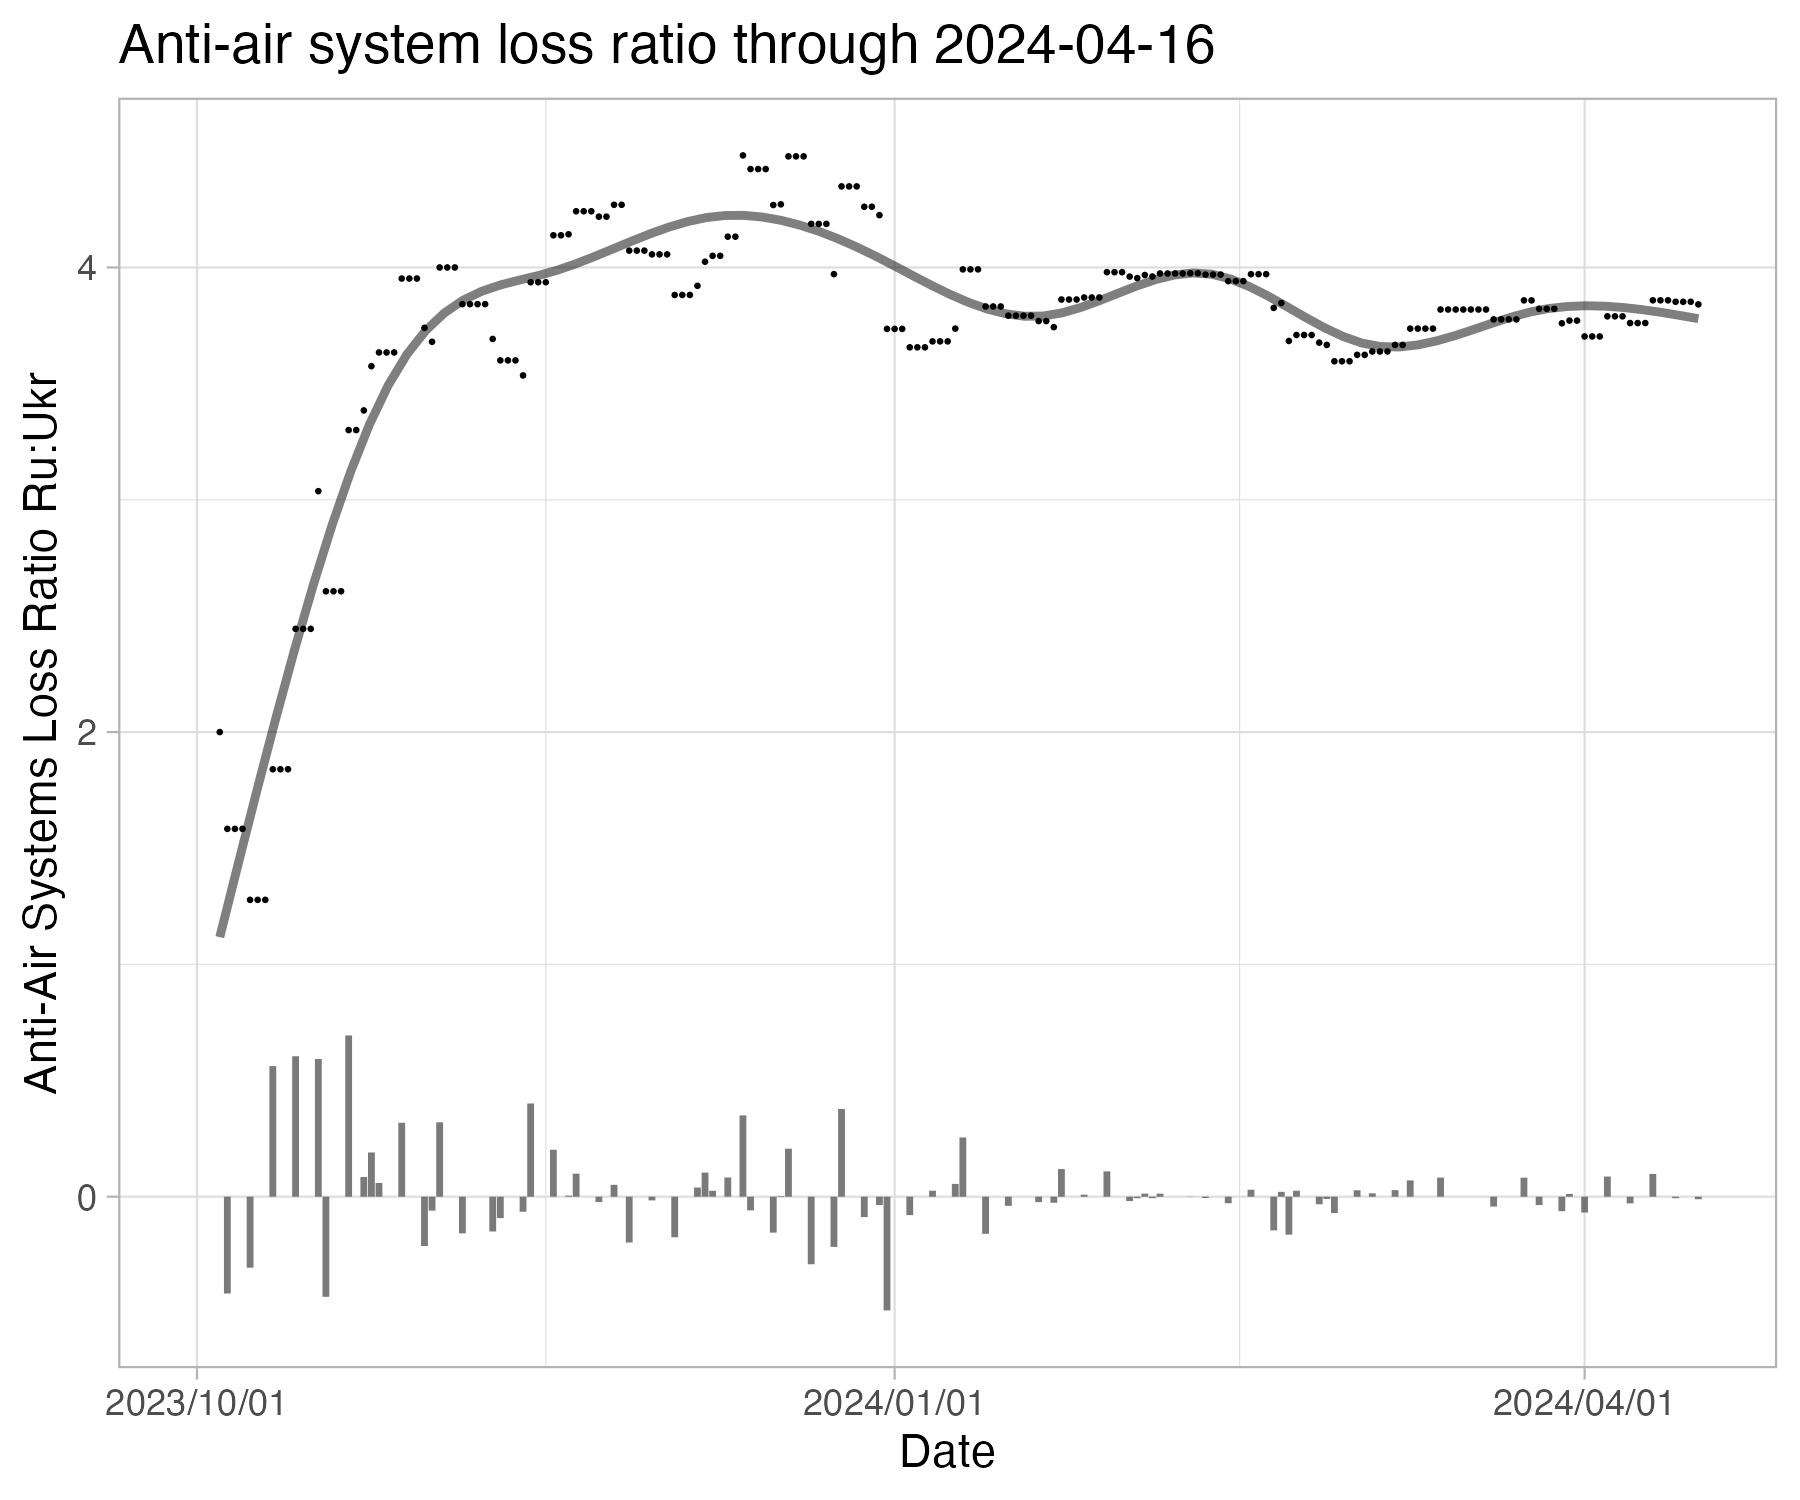 Anti-air system loss ratio through 2024-04-16
Anti-Air Systems Loss Ratio Ru:Ukr
4
2
0
2023/10/01
2024/01/01
2024/04/01
Date